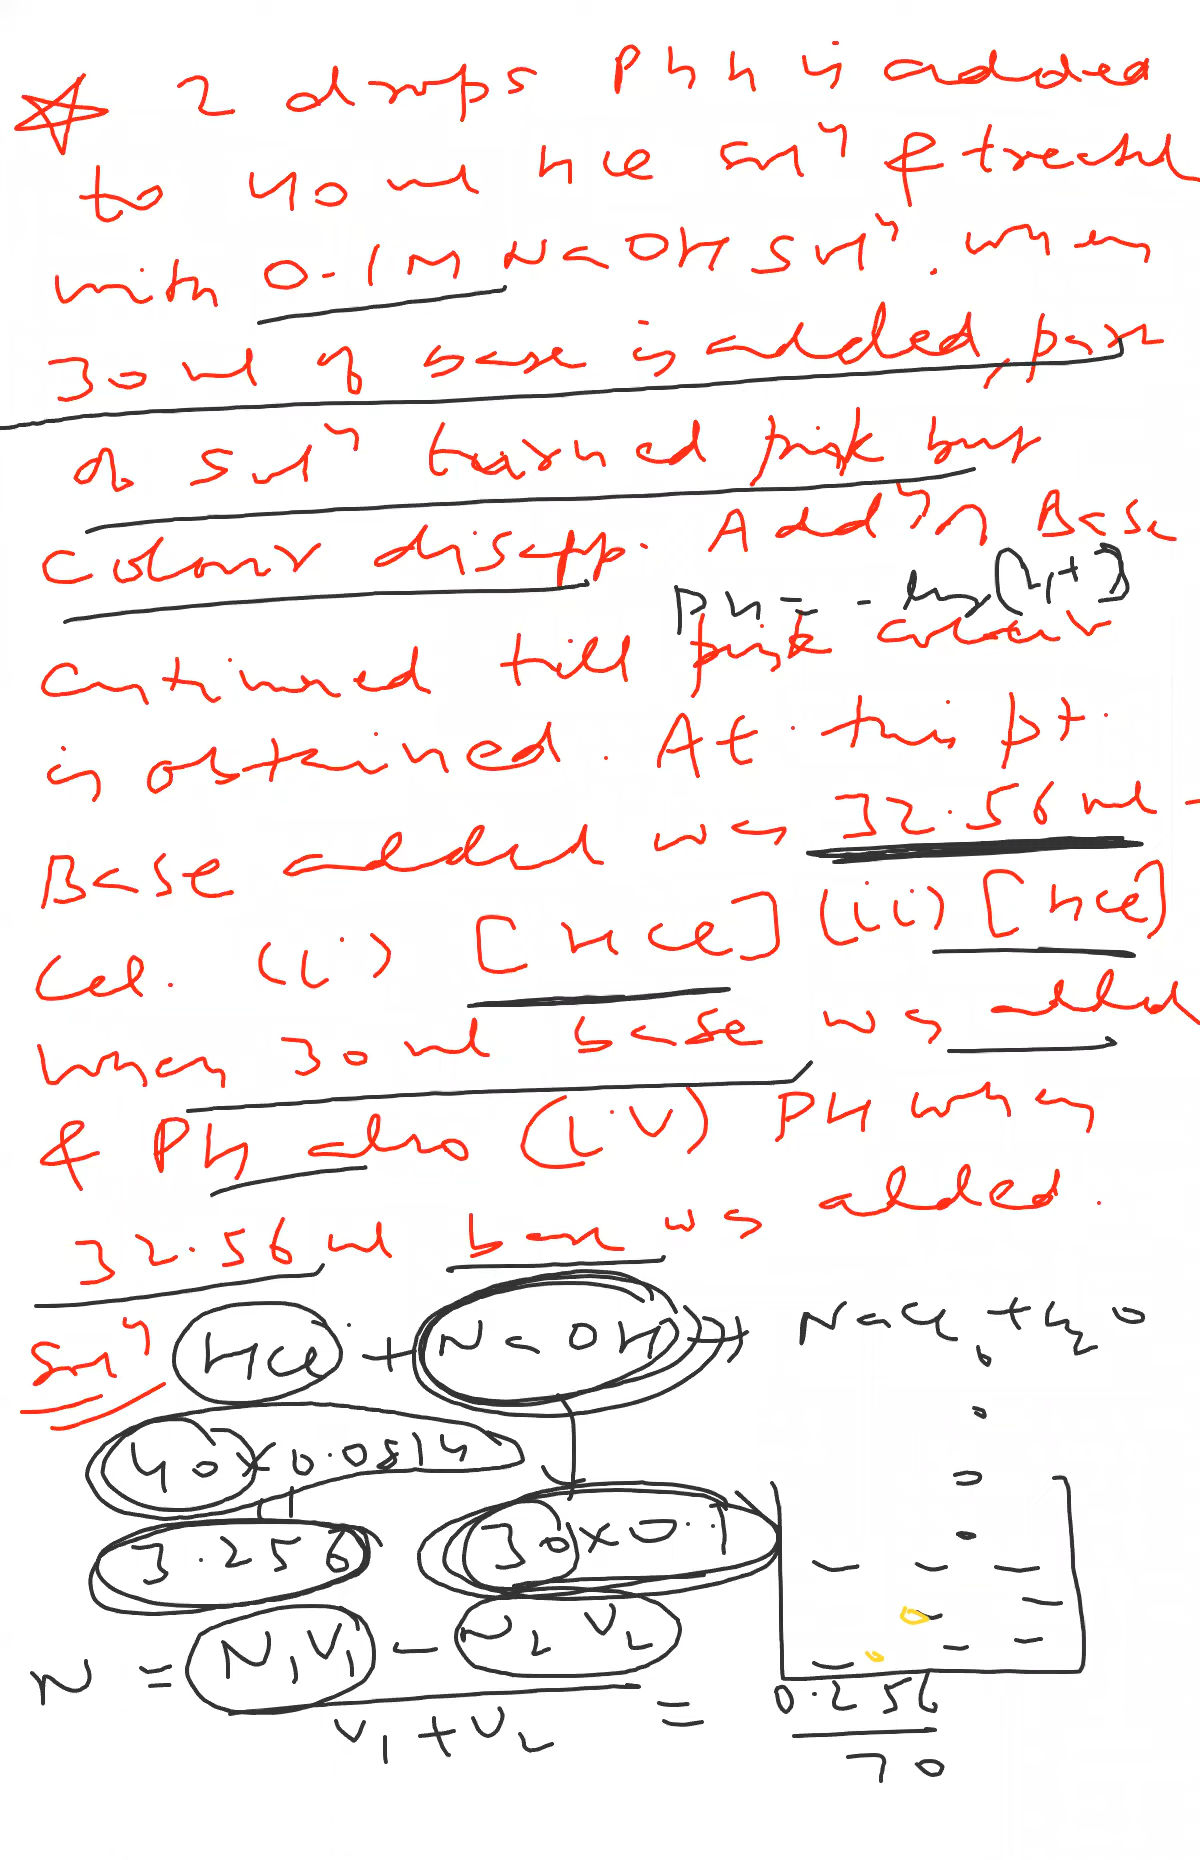 ☆ 2 drops PhH is added
to 40 ml HCl solⁿ & treated
with 0.1M NaOH solⁿ. when
30 ml of base is added, part
of solⁿ turned pink but
colour disapp. Addⁿ of Base
pH = - log [H+]
continued till pink colour
is obtained. At this pt.
Base added was 32.56 ml -
Cal. (i) [HCl] (ii) [HCl]
when 30 ml base was added
& PH also (iv) PH when
32.56 ml base was added.
Solⁿ HCl + NaOH → NaCl + H2O
40 x 0.0814
3.256 30 x 0.1
N = N1V1 - N2V2 / V1 + V2 = 0.256 / 70